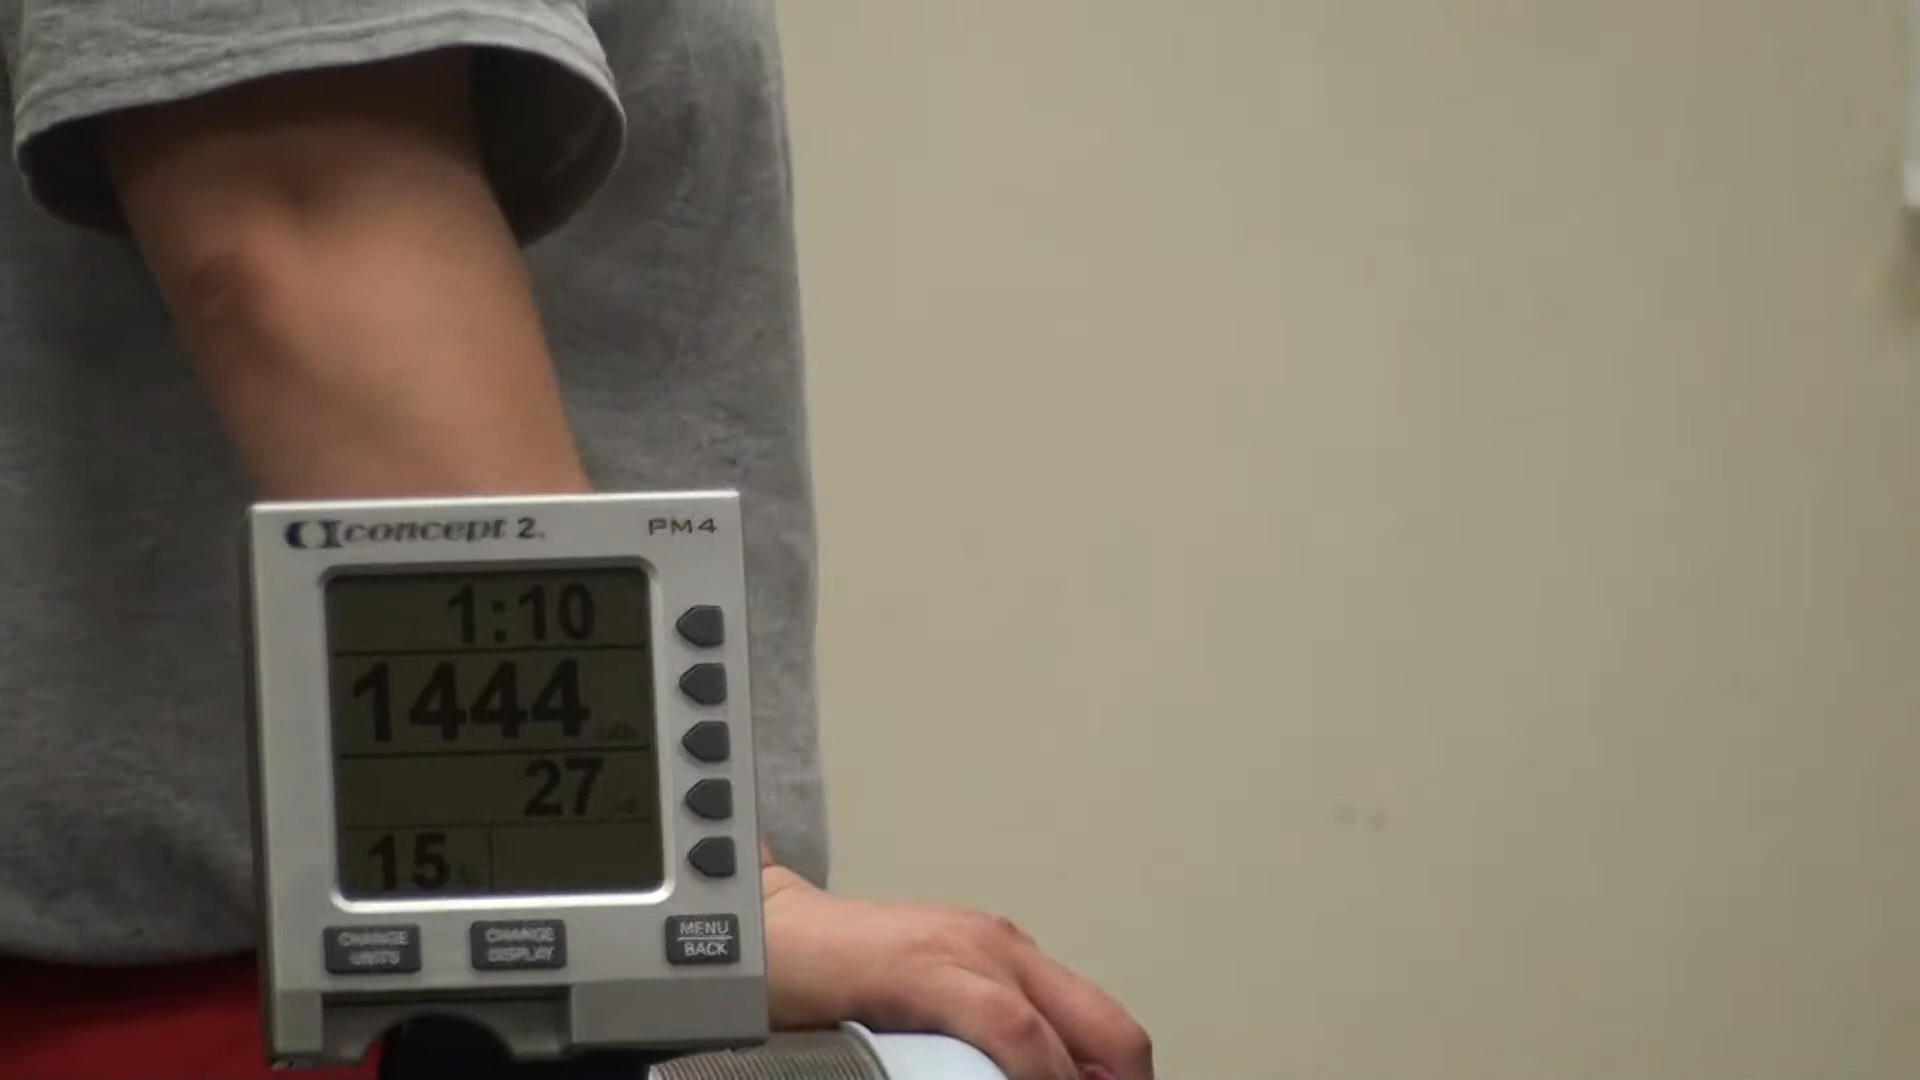 concept 2.
PM4
1:10
1444
27
15
CHANGE UNITS
CHANGE DISPLAY
MENU
BACK